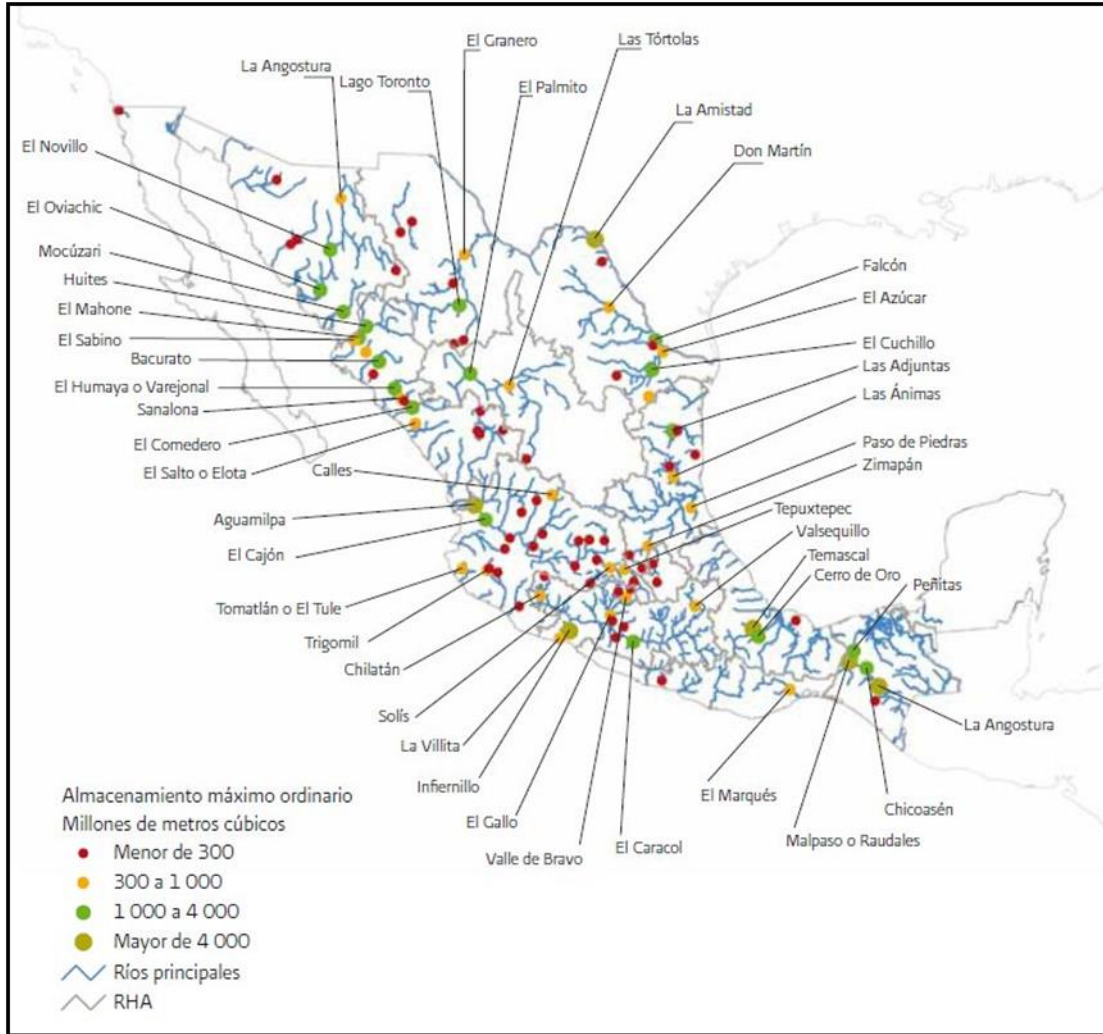 El Granero
Las Tórtolas
La Angostura
Lago Toronto
El Palmito
La Amistad
Don Martín
El Novillo
El Oviachic
Mocúzari
Huites
El Mahone
El Sabino
Bacurato
El Humaya o Varejonal
Sanalona
El Comedero
El Salto o Elota
Calles
Aguamilpa
El Cajón
Tomatlán o El Tule
Trigomil
Chilatán
Solís
La Villita
Infiernillo
El Gallo
Valle de Bravo
El Caracol
Falcón
El Azúcar
El Cuchillo
Las Adjuntas
Las Ánimas
Paso de Piedras
Zimapán
Tepuxtepec
Valsequillo
Temascal
Cerro de Oro
Peñitas
La Angostura
Chicoasén
Malpaso o Raudales
El Marqués
Almacenamiento máximo ordinario
Millones de metros cúbicos
Menor de 300
300 a 1 000
1 000 a 4 000
Mayor de 4 000
Ríos principales
RHA